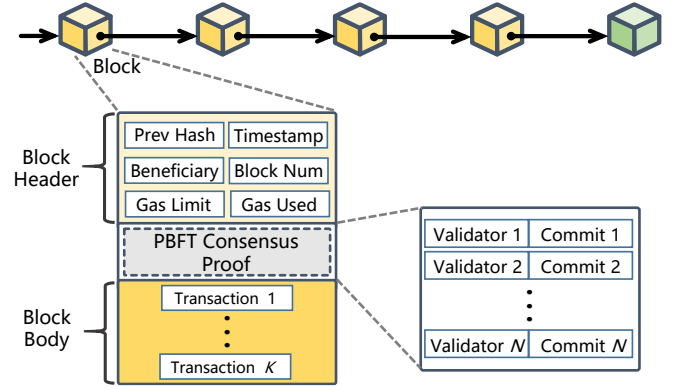 Block
Block
Header
Prev Hash
Timestamp
Beneficiary
Block Num
Gas Limit
Gas Used
PBFT Consensus
Proof
Block
Body
Transaction 1
Transaction K
Validator 1
Commit 1
Validator 2
Commit 2
Validator N
Commit N